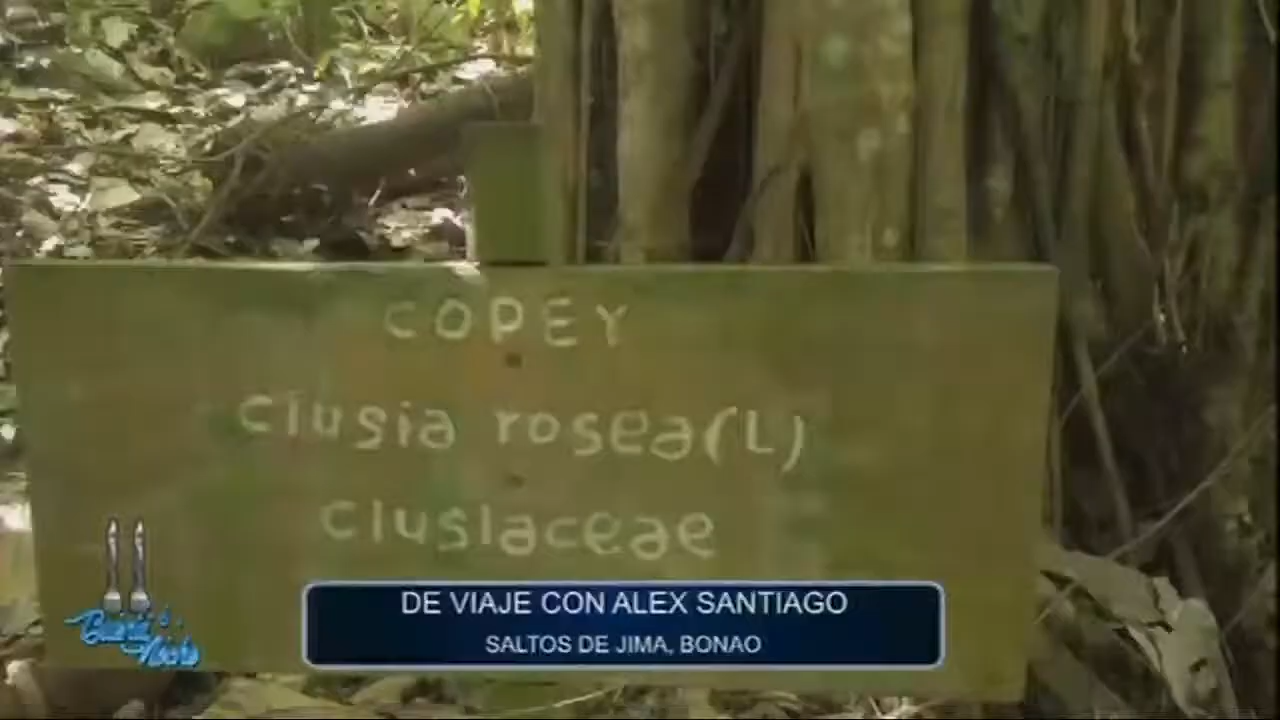 COPEY
clusia rosea(L)
clusiaceae
DE VIAJE CON ALEX SANTIAGO
SALTOS DE JIMA, BONAO